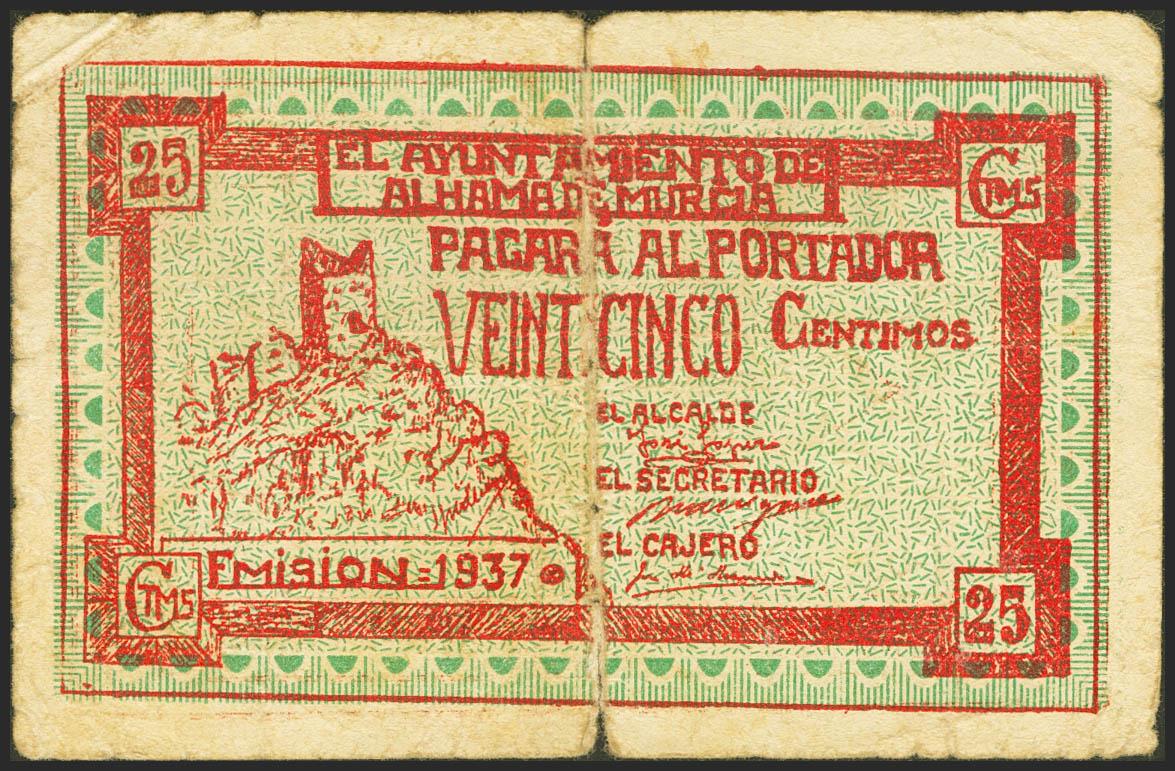 25
EL AYUNTAMIENTO DE
ALHAMA DE MURCIA
CTMS
PAGARA AL PORTADOR
VEINTICINCO CENTIMOS
EL ALCALDE
EL SECRETARIO
EL CAJERO
EMISION=1937
CTMS
25